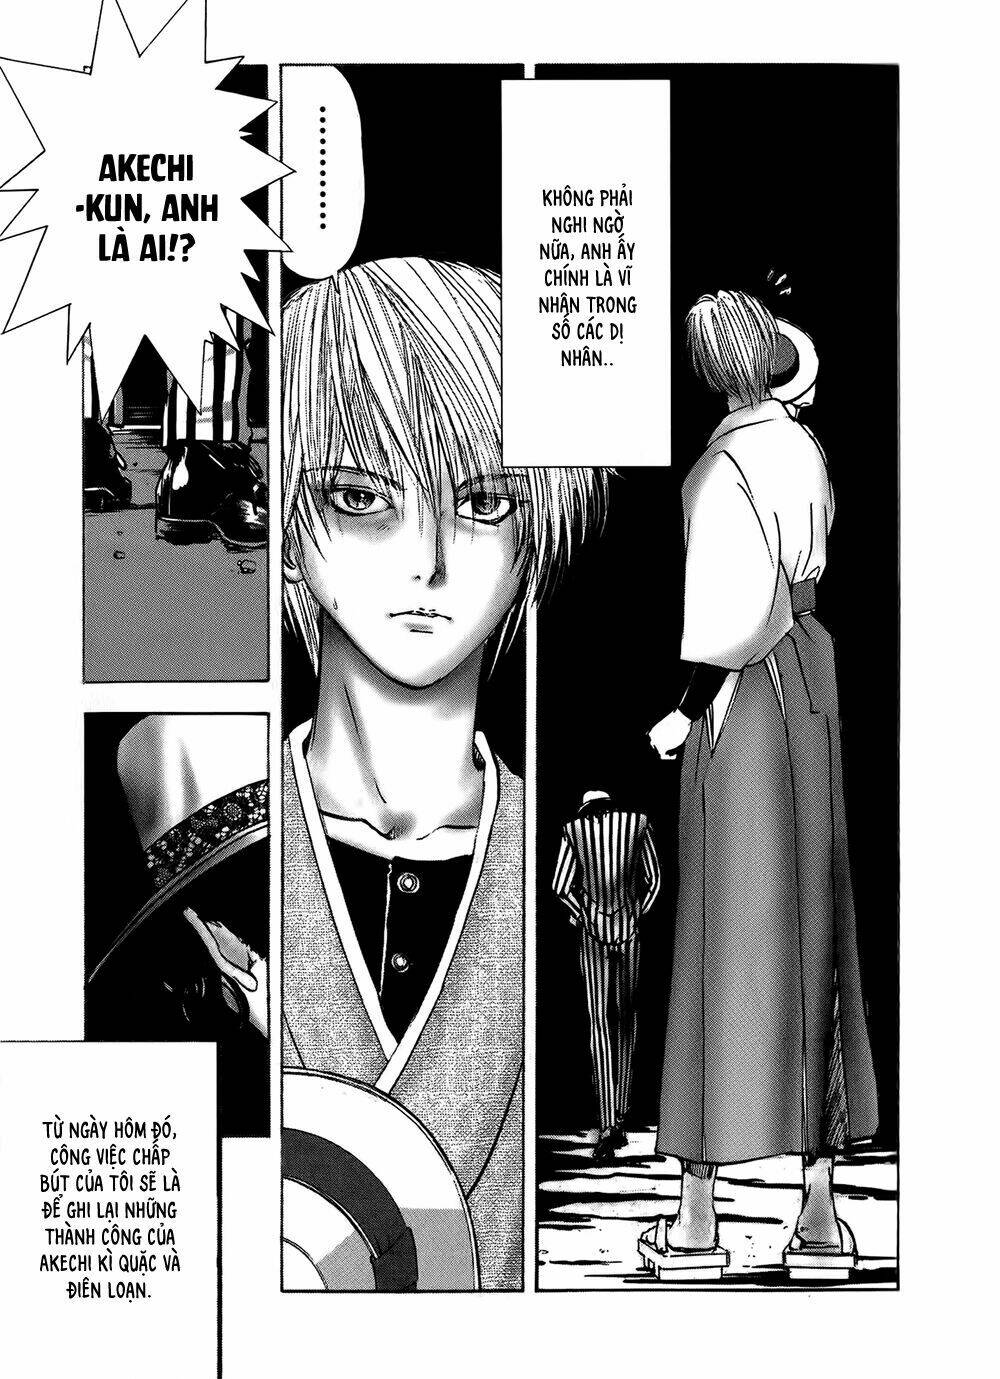 KHÔNG PHẢI
NGHI NGỜ
NỮA, ANH ẤY
CHÍNH LÀ VĨ
NHÂN TRONG
SỐ CÁC DỊ
NHÂN..
...........
AKECHI
-KUN, ANH
LÀ AI!?
TỪ NGÀY HÔM ĐÓ,
CÔNG VIỆC CHẤP
BÚT CỦA TÔI SẼ LÀ
ĐỂ GHI LẠI NHỮNG
THÀNH CÔNG CỦA
AKECHI KÌ QUẶC VÀ
ĐIÊN LOẠN.